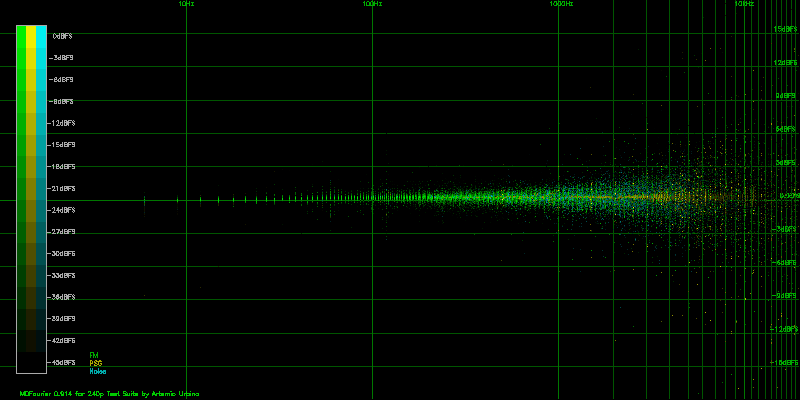 10Hz 100Hz 1000Hz 10kHz
0dBFS
-3dBFS
-6dBFS
-9dBFS
-12dBFS
-15dBFS
-18dBFS
-21dBFS
-24dBFS
-27dBFS
-30dBFS
-33dBFS
-36dBFS
-39dBFS
-42dBFS
-45dBFS
15dBFS
12dBFS
9dBFS
6dBFS
3dBFS
0dBFS
-3dBFS
-6dBFS
-9dBFS
-12dBFS
-15dBFS
FM
PSG
Noise
MDFourier 0.914 for 240p Test Suite by Artemio Urbina